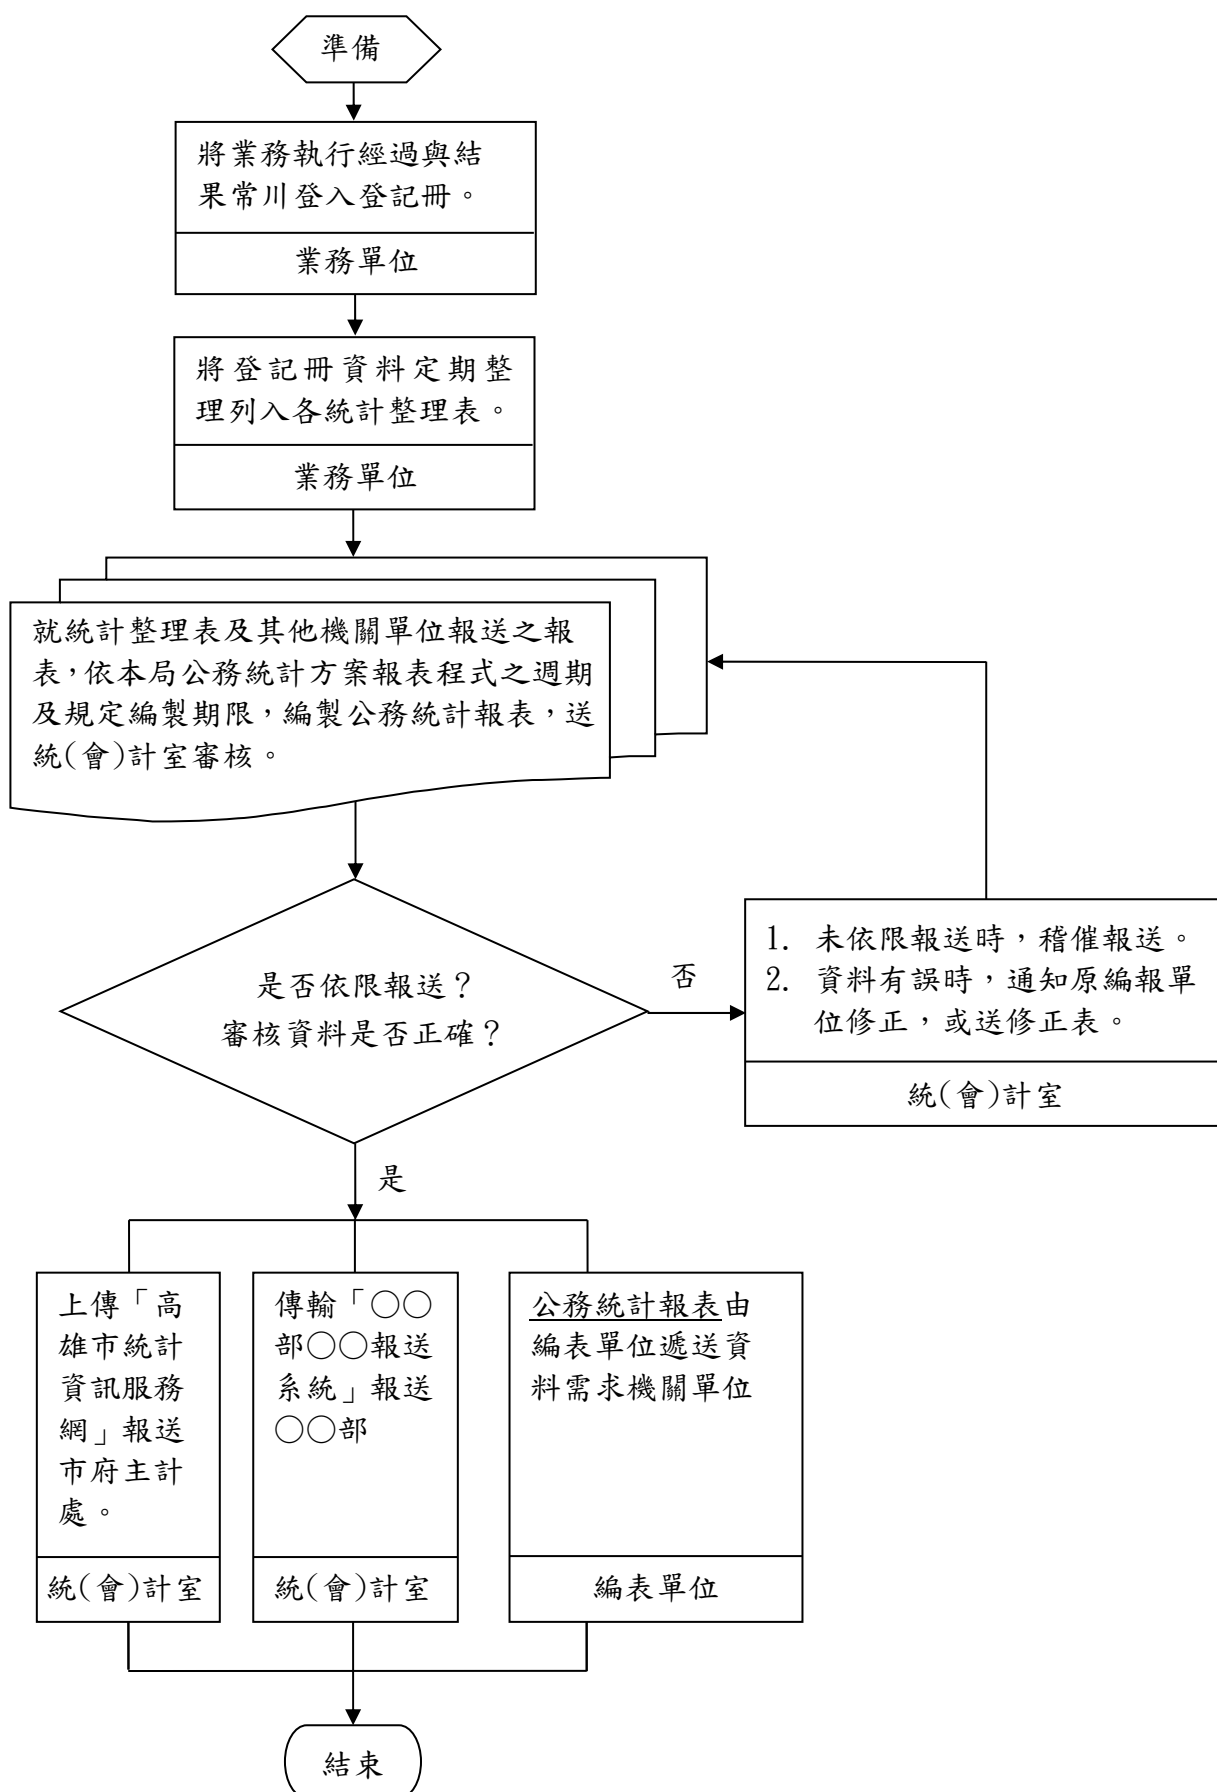 準備
將業務執行經過與結
果常川登入登記冊。
業務單位
將登記冊資料定期整
理列入各統計整理表。
業務單位
就統計整理表及其他機關單位報送之報
表，依本局公務統計方案報表程式之週期
及規定編製期限，編製公務統計報表，送
統(會)計室審核。
是否依限報送？
審核資料是否正確？
否
1. 未依限報送時，稽催報送。
2. 資料有誤時，通知原編報單
位修正，或送修正表。
統(會)計室
是
上傳「高
雄市統計
資訊服務
網」報送
市府主計
處。
統(會)計室
傳輸「○○
部○○報送
系統」報送
○○部
統(會)計室
公務統計報表由
編表單位遞送資
料需求機關單位
編表單位
結束